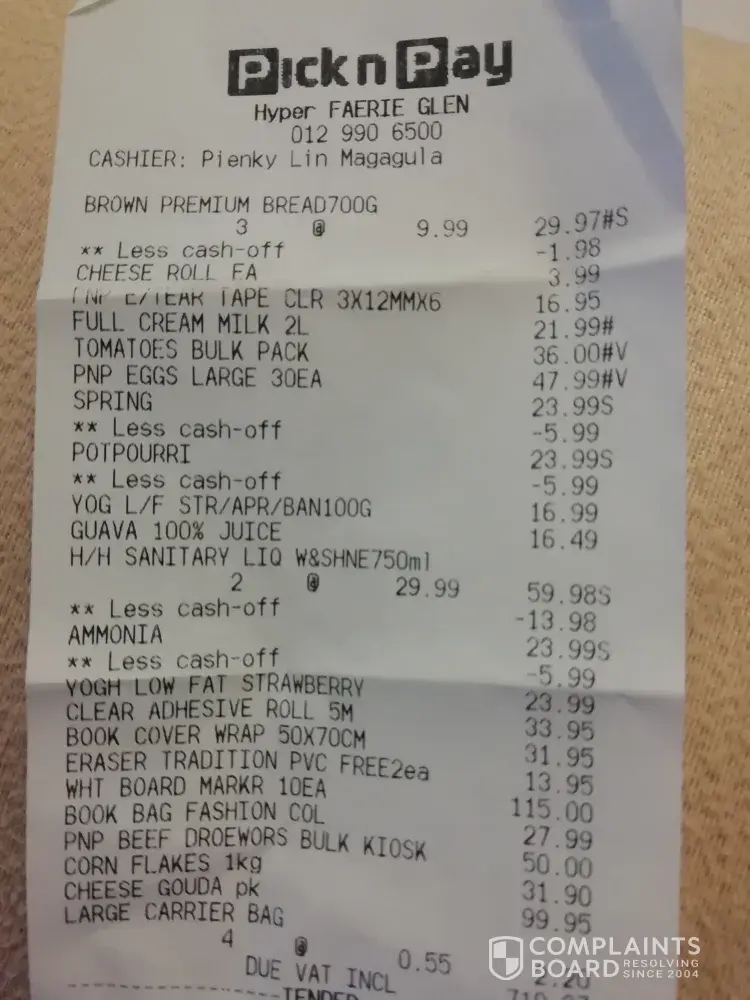 Pick n Pay
Hyper FAERIE GLEN
012 990 6500
CASHIER: Pienky Lin Magagula
BROWN PREMIUM BREAD700G
3 @ 9.99 29.97#S
** Less cash-off -1.98
CHEESE ROLL FA 3.99
PNP E/TEAR TAPE CLR 3X12MMX6 16.95
FULL CREAM MILK 2L 21.99#
TOMATOES BULK PACK 36.00#V
PNP EGGS LARGE 30EA 47.99#V
SPRING 23.99S
** Less cash-off -5.99
POTPOURRI 23.99S
** Less cash-off -5.99
YOG L/F STR/APR/BAN100G 16.99
GUAVA 100% JUICE 16.49
H/H SANITARY LIQ W&SHNE750ml
2 @ 29.99 59.98S
** Less cash-off -13.98
AMMONIA 23.99S
** Less cash-off -5.99
YOGH LOW FAT STRAWBERRY 23.99
CLEAR ADHESIVE ROLL 5M 33.95
BOOK COVER WRAP 50X70CM 31.95
ERASER TRADITION PVC FREE2ea 13.95
WHT BOARD MARKR 10EA 115.00
BOOK BAG FASHION COL 27.99
PNP BEEF DROEWORS BULK KIOSK 50.00
CORN FLAKES 1kg 31.90
CHEESE GOUDA pk 99.95
LARGE CARRIER BAG
4 @ 0.55 2.20
DUE VAT INCL
TENDER
COMPLAINTS
BOARD RESOLVING
SINCE 2004